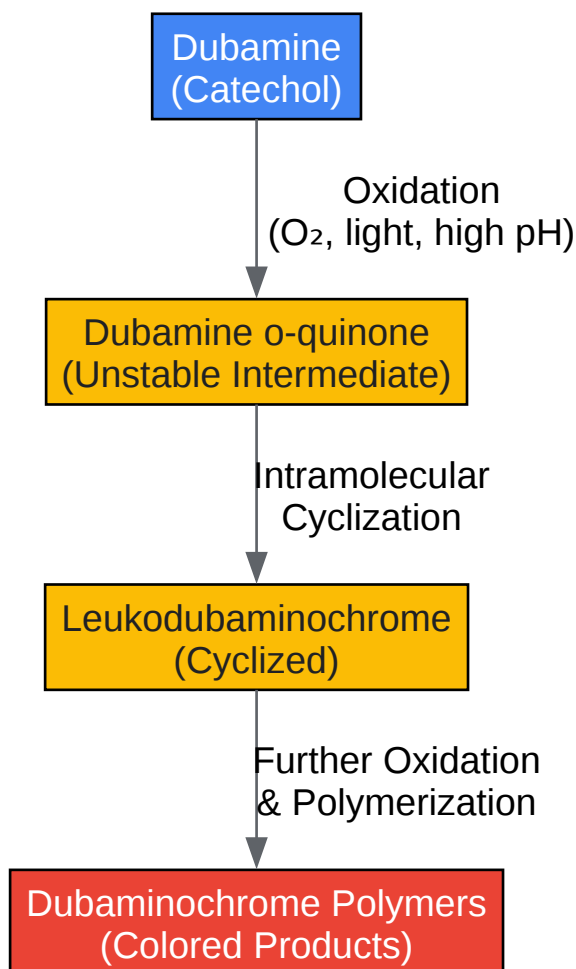 Dubamine
(Catechol)
Oxidation
(O₂, light, high pH)
Dubamine o-quinone
(Unstable Intermediate)
Intramolecular
Cyclization
Leukodubaminochrome
(Cyclized)
Further Oxidation
& Polymerization
Dubaminochrome Polymers
(Colored Products)